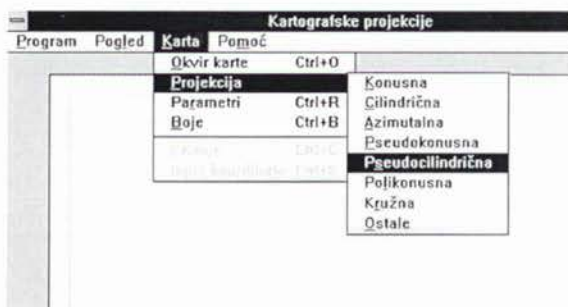 Kartografske projekcije
Program Pogled Karta Pomoć
Okvir karte Ctrl+O
Projekcija
Parametri Ctrl+R
Boje Ctrl+B
Konusna
Cilindrična
Azimutalna
Pseudokonusna
Pseudocilindrična
Polikonusna
Kružna
Ostale